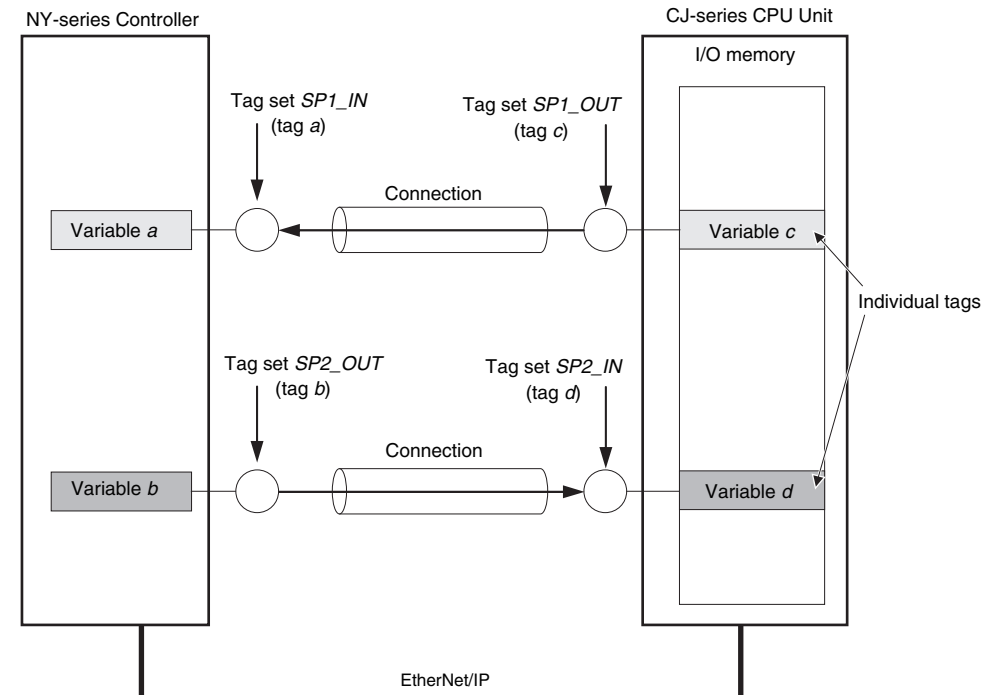 NY-series Controller
CJ-series CPU Unit
I/O memory
Tag set SP1_IN
(tag a)
Tag set SP1_OUT
(tag c)
Connection
Variable a
Variable c
Individual tags
Tag set SP2_OUT
(tag b)
Tag set SP2_IN
(tag d)
Connection
Variable b
Variable d
EtherNet/IP